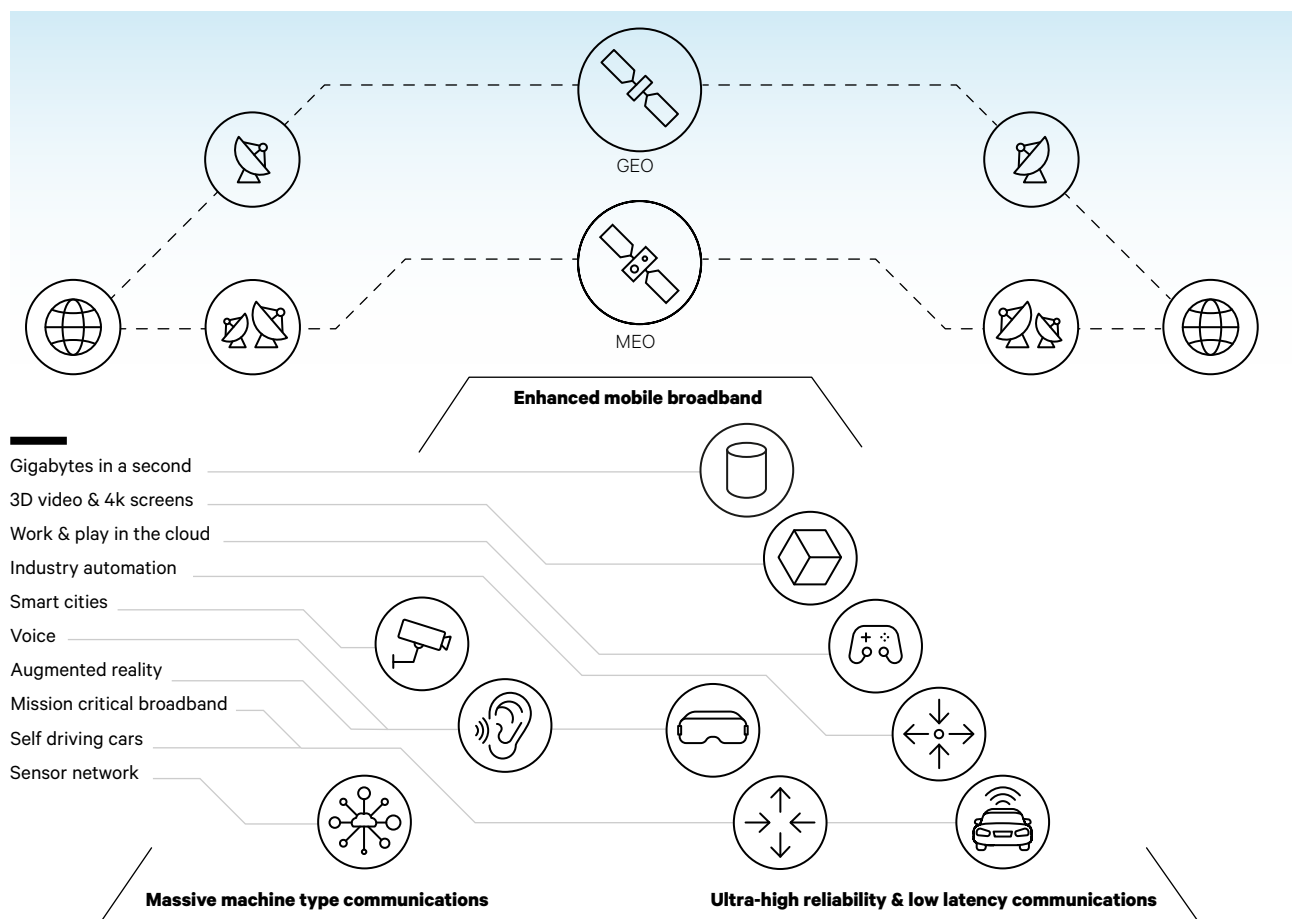 GEO
MEO
Enhanced mobile broadband
Gigabytes in a second
3D video & 4k screens
Work & play in the cloud
Industry automation
Smart cities
Voice
Augmented reality
Mission critical broadband
Self driving cars
Sensor network
Massive machine type communications
Ultra-high reliability & low latency communications